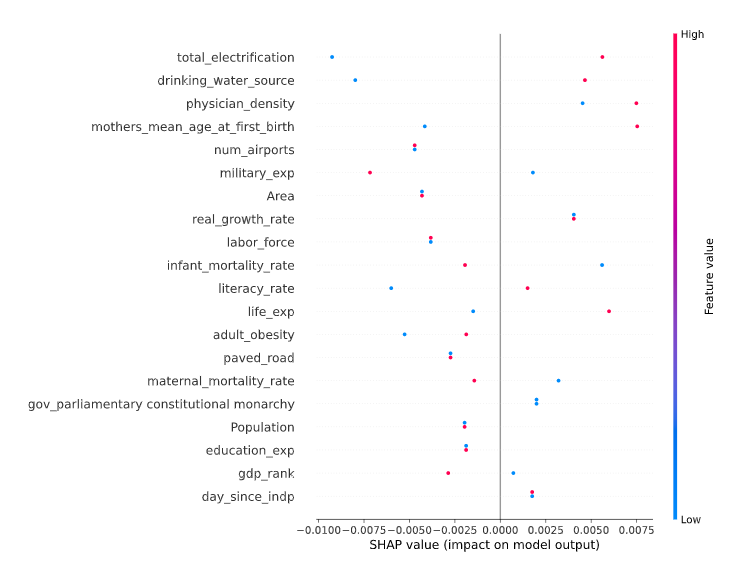 High
total_electrification
drinking_water_source
physician_density
mothers_mean_age_at_first_birth
num_airports
military_exp
Area
real_growth_rate
labor_force
infant_mortality_rate
literacy_rate
life_exp
adult_obesity
paved_road
maternal_mortality_rate
gov_parliamentary constitutional monarchy
Population
education_exp
gdp_rank
day_since_indp
Feature value
Low
−0.0100 −0.0075 −0.0050 −0.0025 0.0000 0.0025 0.0050 0.0075
SHAP value (impact on model output)